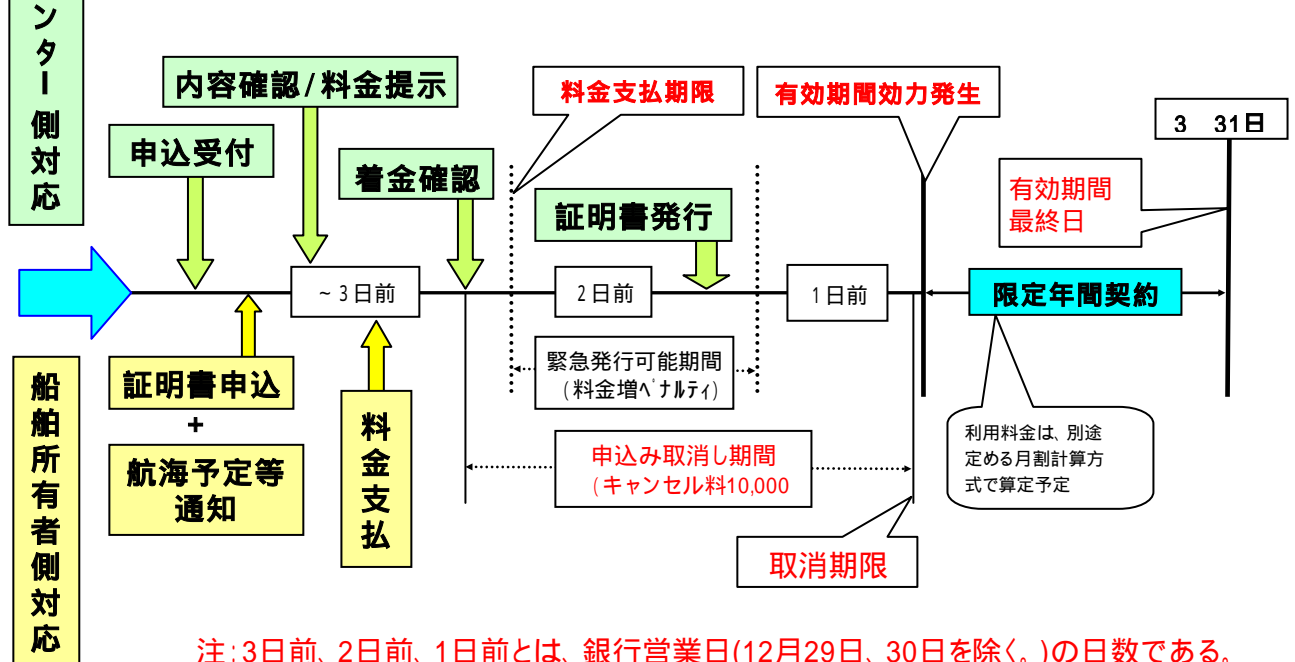 ンター側対応
内容確認/料金提示
料金支払期限
有効期間効力発生
3 31日
申込受付
着金確認
証明書発行
有効期間
最終日
~3日前
2日前
1日前
限定年間契約
緊急発行可能期間
(料金増ペナルティ)
証明書申込
+
航海予定等
通知
料金支払
申込み取消し期間
(キャンセル料10,000
利用料金は、別途
定める月割計算方
式で算定予定
取消期限
船舶所有者側対応
注:3日前、2日前、1日前とは、銀行営業日(12月29日、30日を除く。)の日数である。